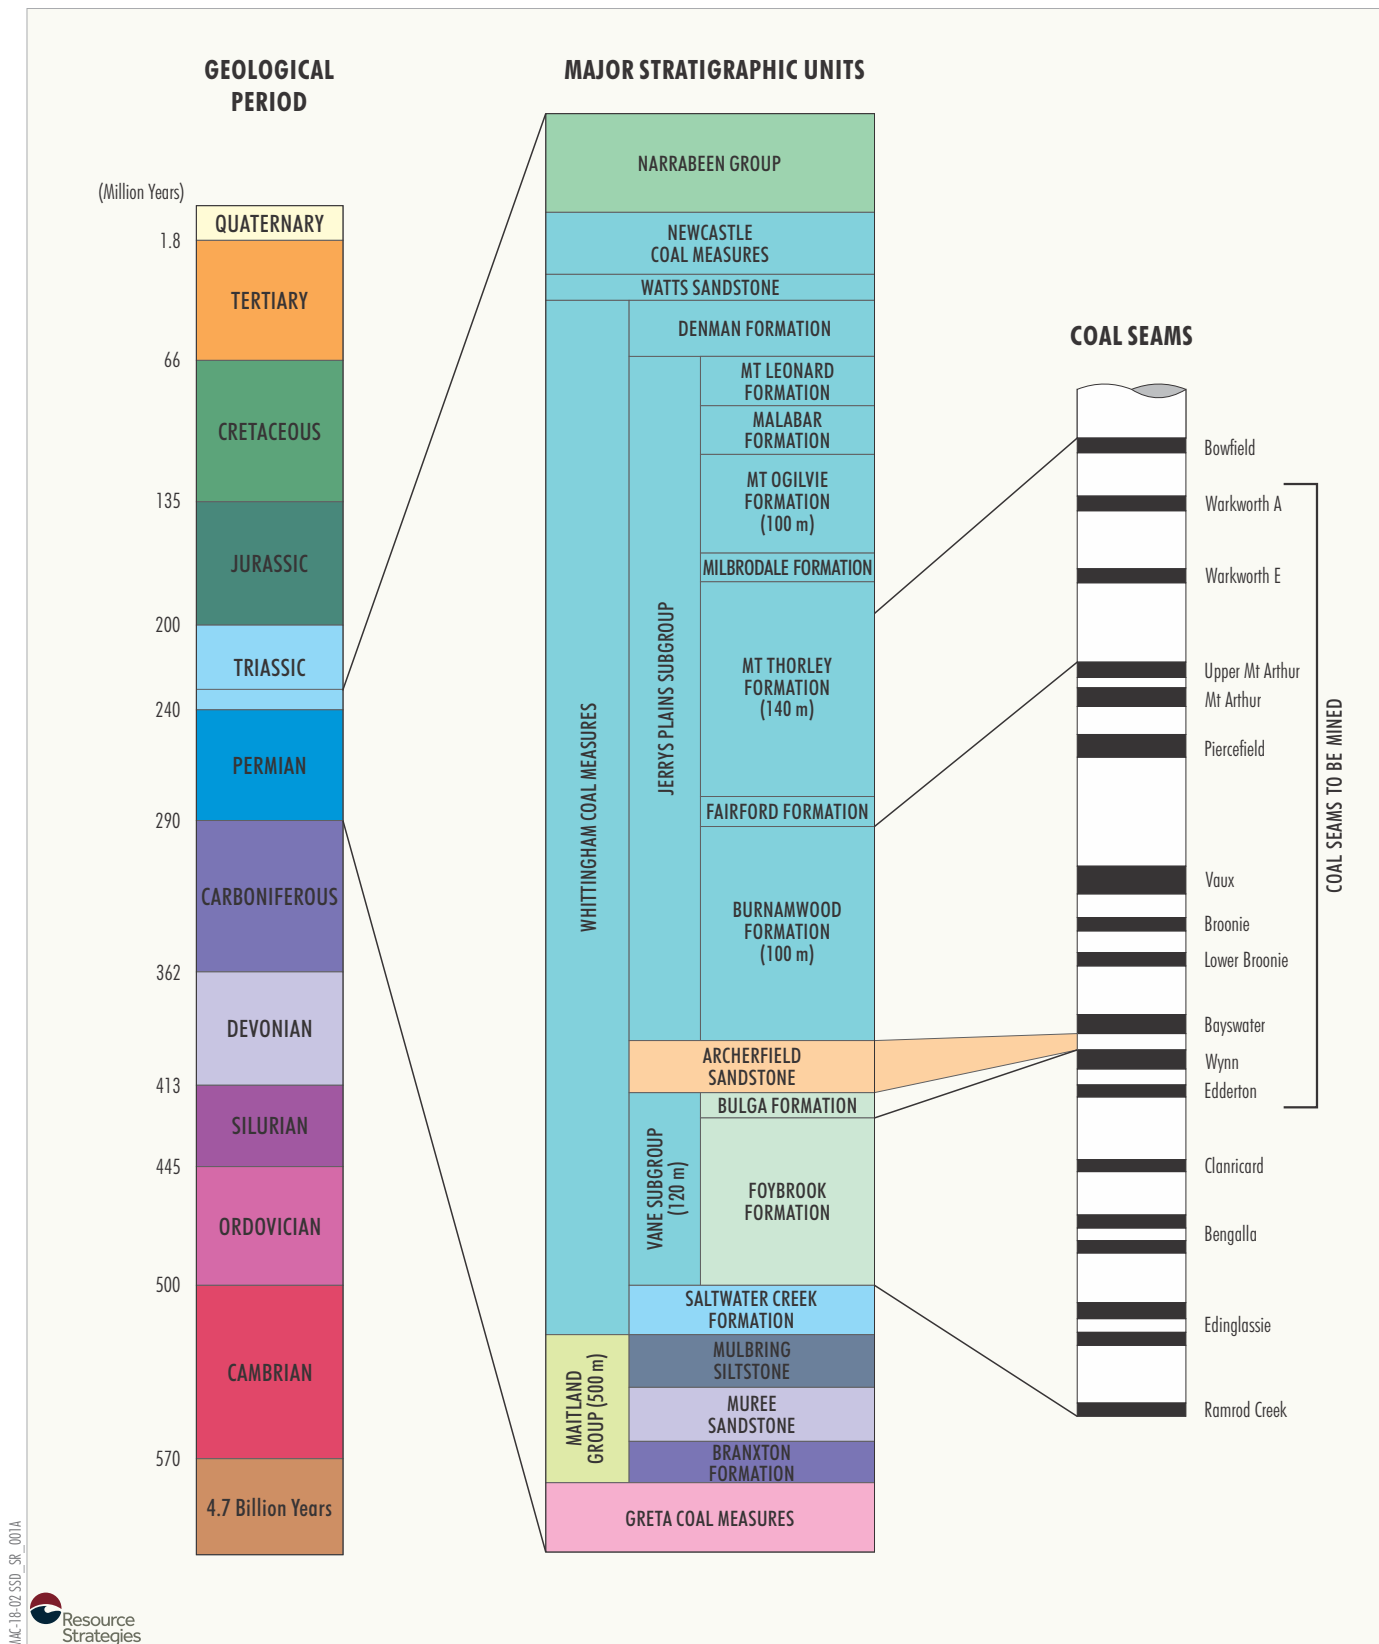 GEOLOGICAL
PERIOD
(Million Years)
QUATERNARY
1.8
TERTIARY
66
CRETACEOUS
135
JURASSIC
200
TRIASSIC
240
PERMIAN
290
CARBONIFEROUS
362
DEVONIAN
413
SILURIAN
445
ORDOVICIAN
500
CAMBRIAN
570
4.7 Billion Years
MAJOR STRATIGRAPHIC UNITS
NARRABEEN GROUP
NEWCASTLE
COAL MEASURES
WATTS SANDSTONE
WHITTINGHAM COAL MEASURES
DENMAN FORMATION
JERRYS PLAINS SUBGROUP
MT LEONARD
FORMATION
MALABAR
FORMATION
MT OGILVIE
FORMATION
(100 m)
MILBRODALE FORMATION
MT THORLEY
FORMATION
(140 m)
FAIRFORD FORMATION
BURNAMWOOD
FORMATION
(100 m)
ARCHERFIELD
SANDSTONE
VANE SUBGROUP
(120 m)
BULGA FORMATION
FOYBROOK
FORMATION
SALTWATER CREEK
FORMATION
MAITLAND
GROUP (500 m)
MULBRING
SILTSTONE
MUREE
SANDSTONE
BRANXTON
FORMATION
GRETA COAL MEASURES
COAL SEAMS
Bowfield
Warkworth A
Warkworth E
Upper Mt Arthur
Mt Arthur
Piercefield
Vaux
Broonie
Lower Broonie
Bayswater
Wynn
Edderton
Clanricard
Bengalla
Edinglassie
Ramrod Creek
COAL SEAMS TO BE MINED
MAC-18-02 SSD_SR_001A
Resource
Strategies